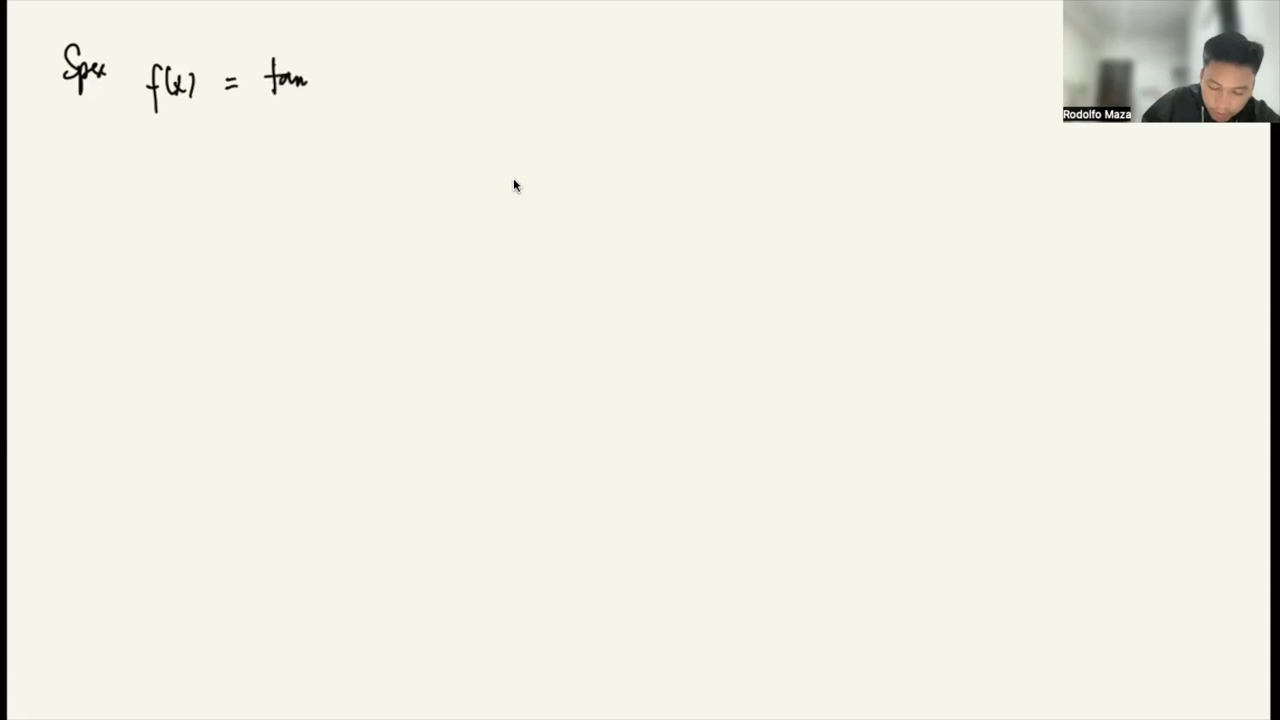 Spex f(x) = tan
Rodolfo Maza